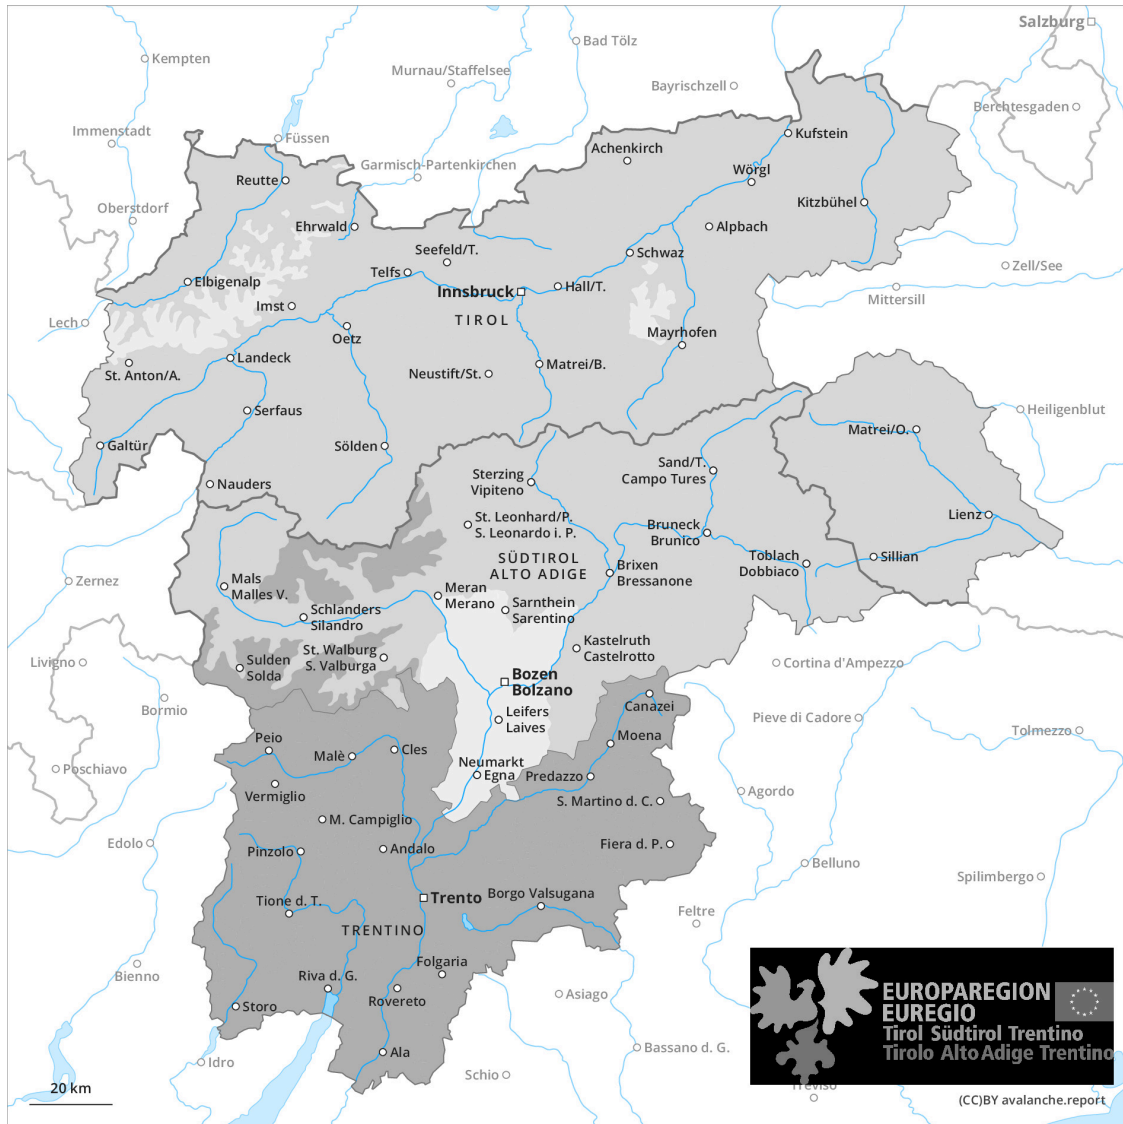 Salzburg
Bad Tölz
Kempten
Murnau/Staffelsee
Bayrischzell
Berchtesgaden
Immenstadt
Füssen
Kufstein
Achenkirch
Garmisch-Partenkirchen
Wörgl
Reutte
Kitzbühel
Oberstdorf
Ehrwald
Alpbach
Seefeld/T.
Schwaz
Zell/See
Telfs
Elbigenalp
Hall/T.
Innsbruck
Mittersill
Imst
TIROL
Lech
Mayrhofen
Oetz
Landeck
Matrei/B.
St. Anton/A.
Neustift/St.
Serfaus
Heiligenblut
Matrei/O.
Galtür
Sölden
Sand/T.
Campo Tures
Sterzing
Vipiteno
Nauders
Lienz
St. Leonhard/P.
S. Leonardo i. P.
Bruneck
Brunico
SÜDTIROL
ALTO ADIGE
Toblach
Dobbiaco
Sillian
Brixen
Bressanone
Zernez
Mals
Malles V.
Meran
Merano
Schlanders
Silandro
Sarnthein
Sarentino
Kastelruth
Castelrotto
St. Walburg
S. Valburga
Livigno
Sulden
Solda
Cortina d'Ampezzo
Bozen
Bolzano
Bormio
Canazei
Leifers
Laives
Pieve di Cadore
Tolmezzo
Moena
Peio
Malè
Cles
Neumarkt
Egna
Poschiavo
Predazzo
Vermiglio
Agordo
S. Martino d. C.
M. Campiglio
Edolo
Pinzolo
Andalo
Fiera d. P.
Belluno
Spilimbergo
Trento
Borgo Valsugana
Tione d. T.
Feltre
TRENTINO
Folgaria
Bienno
Riva d. G.
Rovereto
Asiago
Storo
EUROPAREGION
EUREGIO
Tirol Südtirol Trentino
Tirolo Alto Adige Trentino
Ala
Bassano d. G.
Idro
Schio
Treviso
20 km
(CC)BY avalanche.report